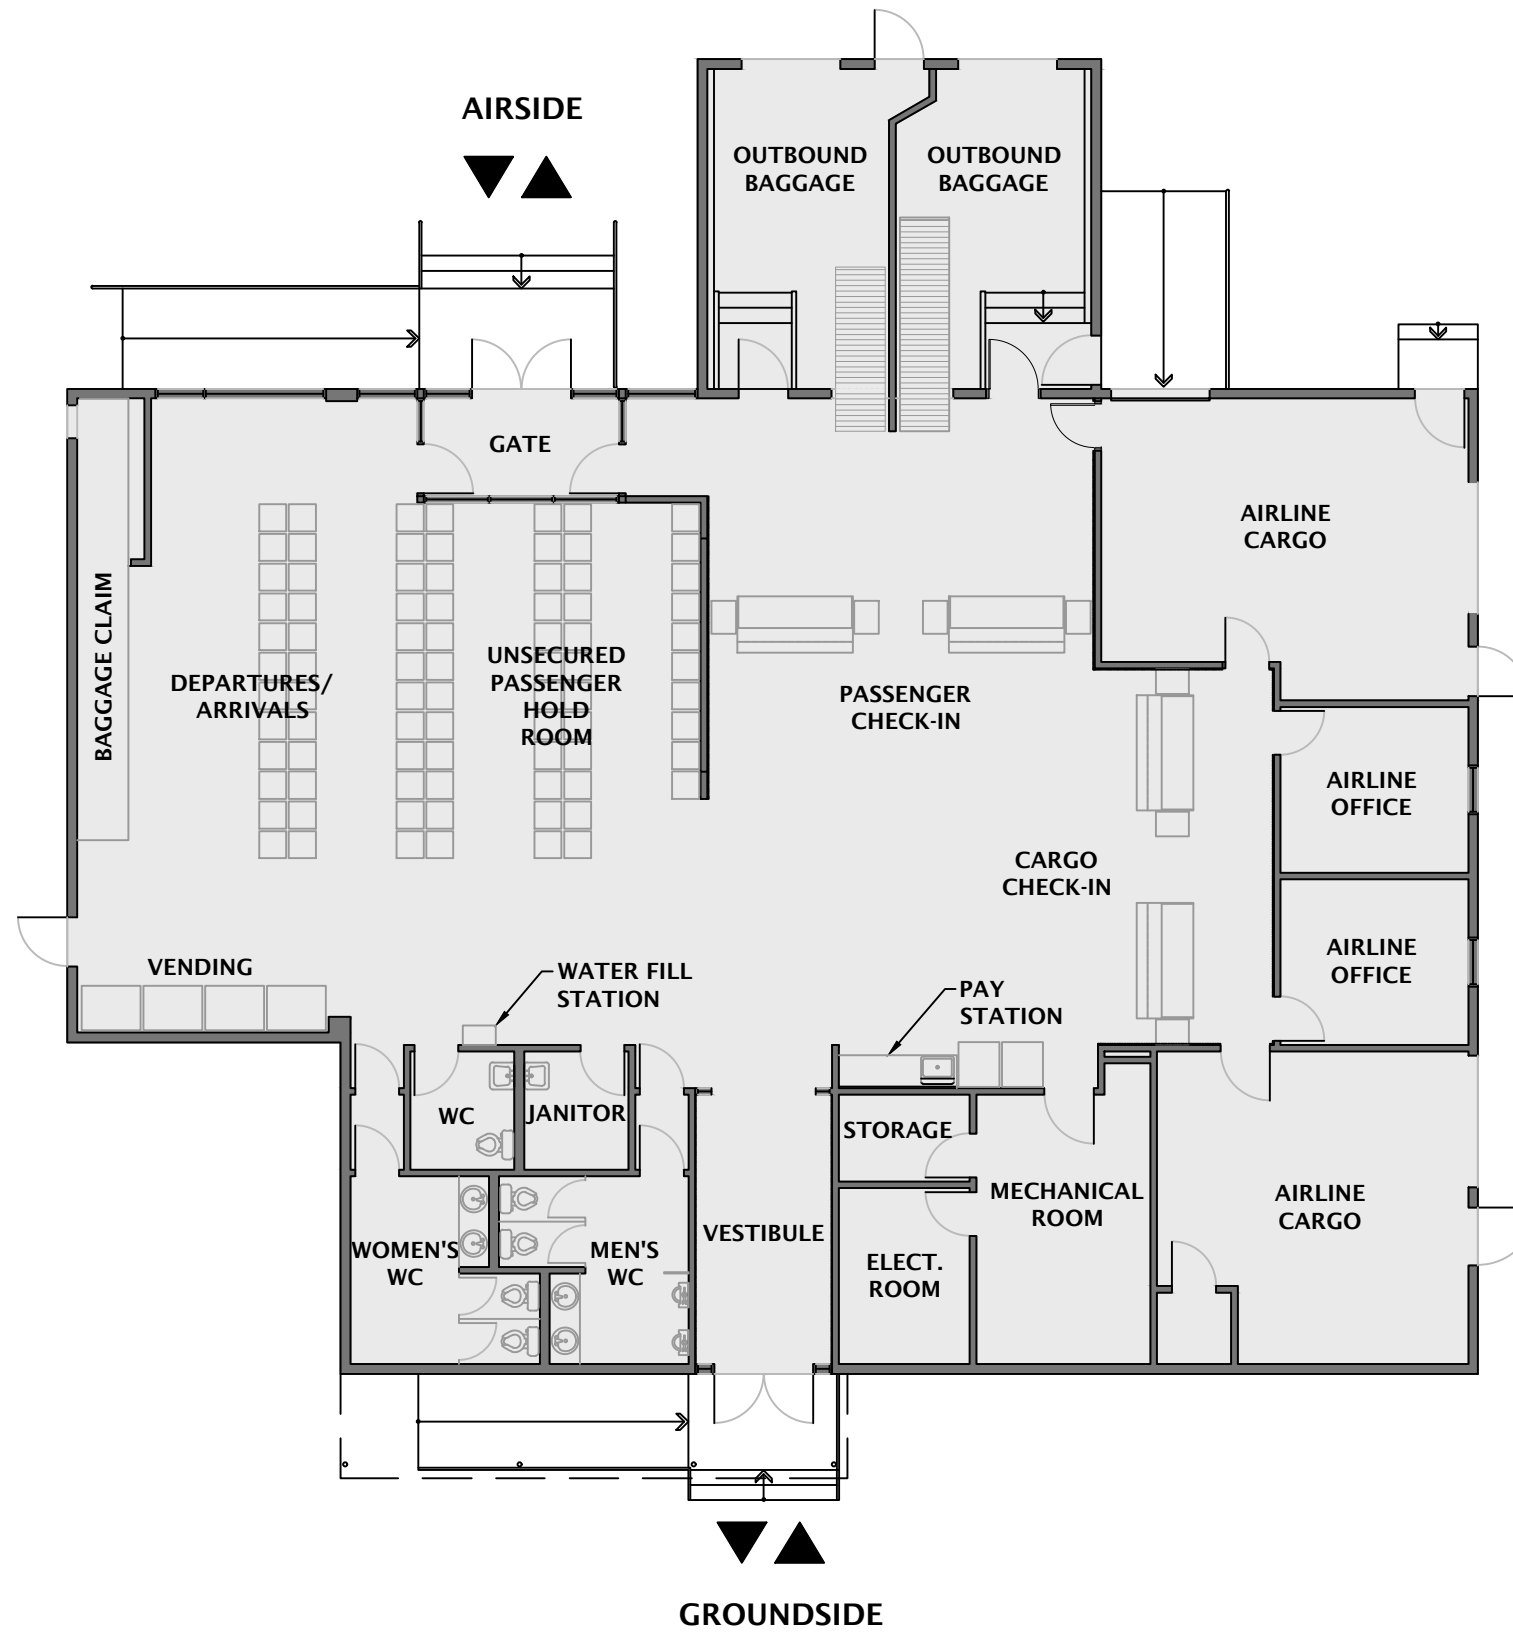 AIRSIDE
OUTBOUND
BAGGAGE
OUTBOUND
BAGGAGE
GATE
AIRLINE
CARGO
BAGGAGE CLAIM
DEPARTURES/
ARRIVALS
UNSECURED
PASSENGER
HOLD
ROOM
PASSENGER
CHECK-IN
AIRLINE
OFFICE
CARGO
CHECK-IN
AIRLINE
OFFICE
VENDING
WATER FILL
STATION
PAY
STATION
WC
JANITOR
STORAGE
MECHANICAL
ROOM
AIRLINE
CARGO
WOMEN'S
WC
MEN'S
WC
VESTIBULE
ELECT.
ROOM
GROUNDSIDE